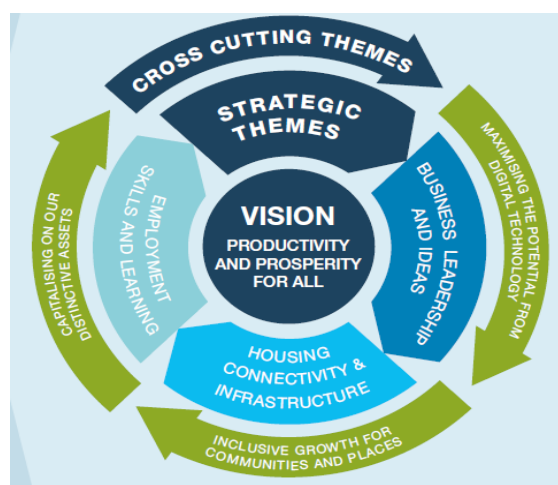 CROSS CUTTING THEMES
STRATEGIC
THEMES
MAXIMISING THE POTENTIAL FROM
DIGITAL TECHNOLOGY
BUSINESS LEADERSHIP
AND IDEAS
VISION
PRODUCTIVITY
AND PROSPERITY
FOR ALL
HOUSING
CONNECTIVITY &
INFRASTRUCTURE
INCLUSIVE GROWTH FOR
COMMUNITIES AND PLACES
EMPLOYMENT
SKILLS AND LEARNING
CAPITALISING ON OUR
DISTINCTIVE ASSETS